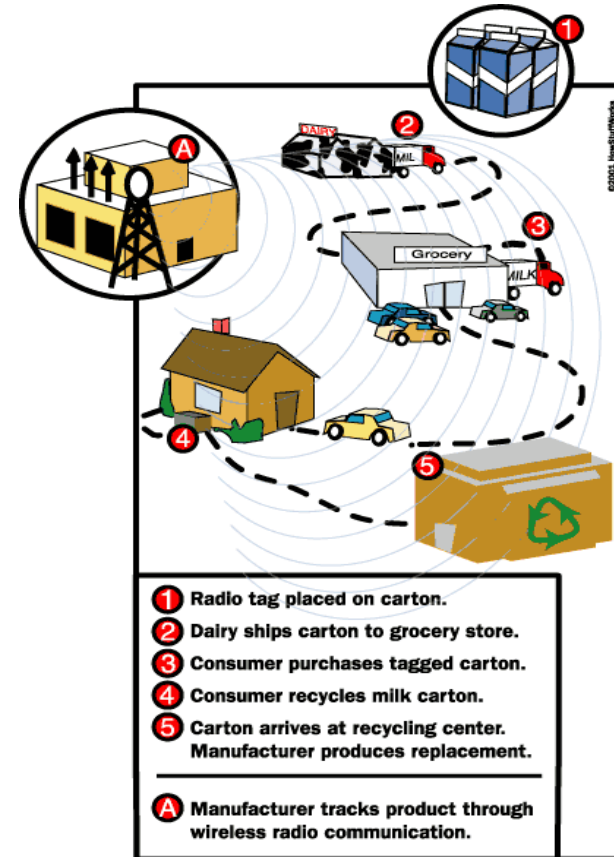 1
©2001 HowStuffWorks
A
DAIRY
2
MIL
3
Grocery
MILK
4
5
1 Radio tag placed on carton.
2 Dairy ships carton to grocery store.
3 Consumer purchases tagged carton.
4 Consumer recycles milk carton.
5 Carton arrives at recycling center.
Manufacturer produces replacement.
A Manufacturer tracks product through
wireless radio communication.